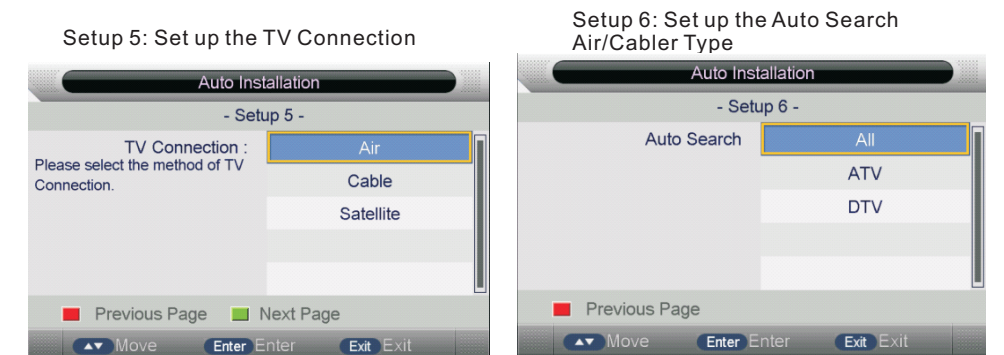 Setup 5: Set up the TV Connection
Auto Installation
- Setup 5 -
TV Connection :
Please select the method of TV
Connection.
Air
Cable
Satellite
Previous Page Next Page
Move Enter Enter Exit Exit
Setup 6: Set up the Auto Search
Air/Cabler Type
Auto Installation
- Setup 6 -
Auto Search
All
ATV
DTV
Previous Page
Move Enter Enter Exit Exit